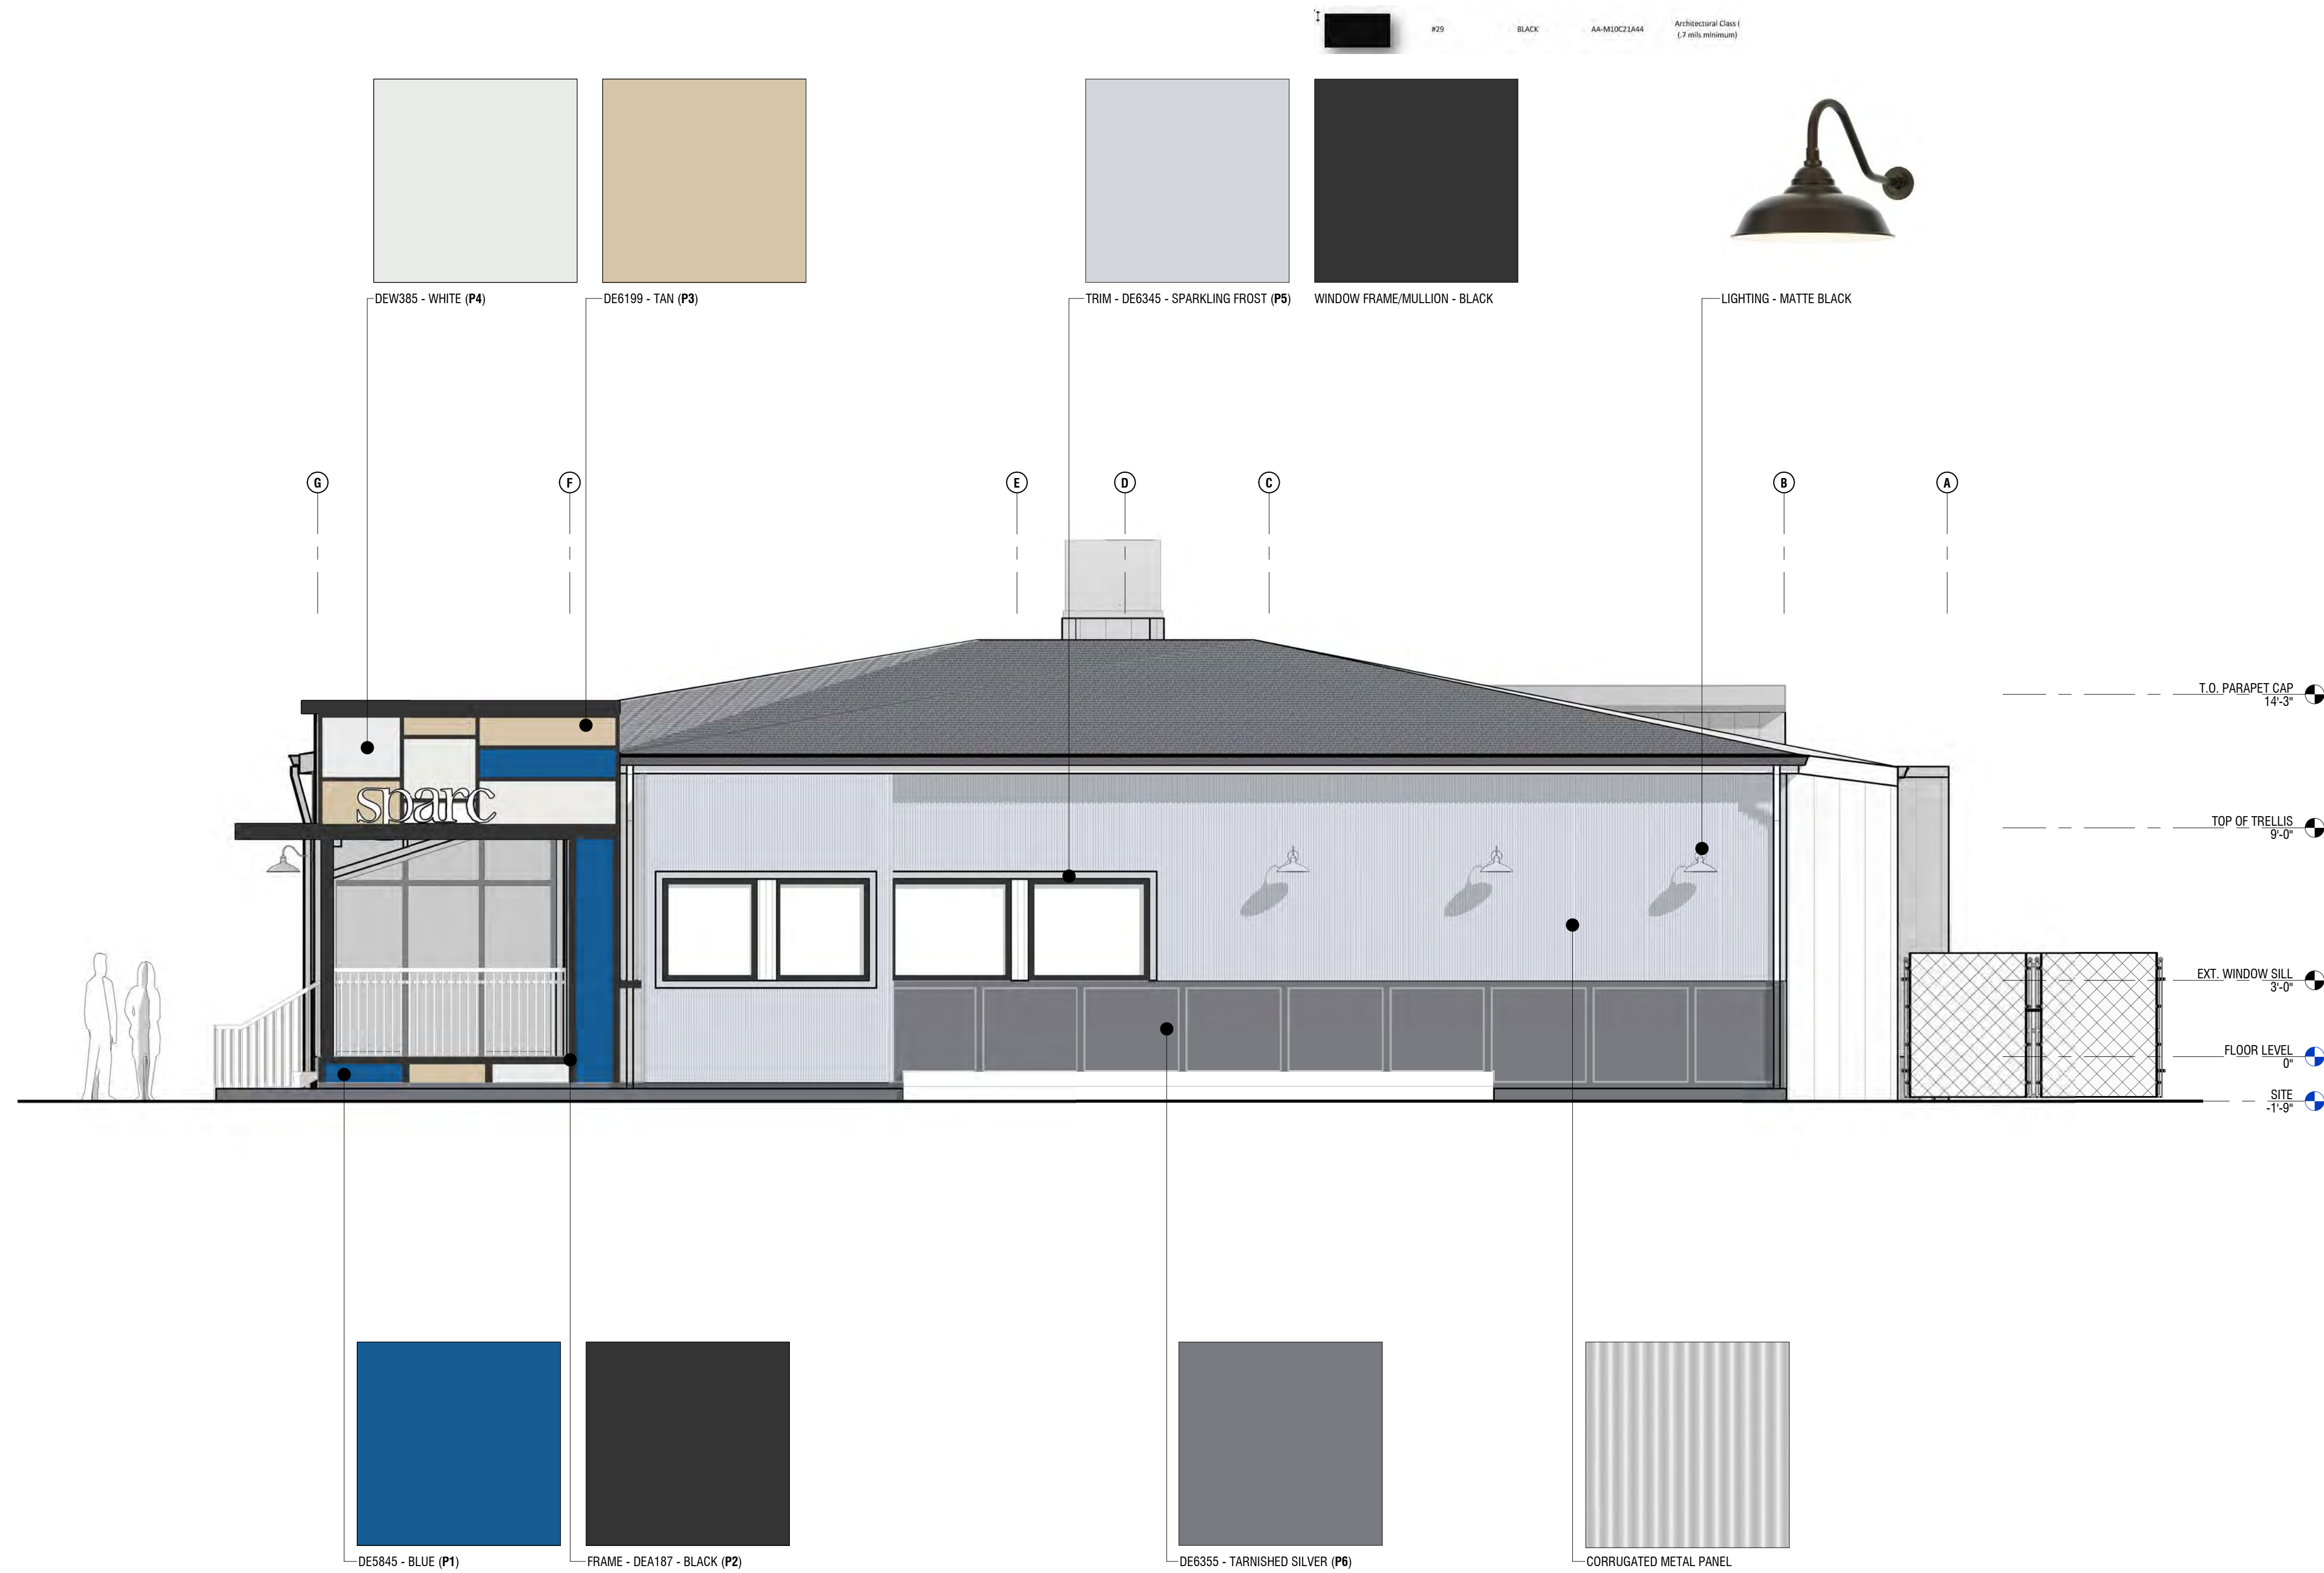 #29 BLACK AA-M10C21A44 Architectural Class I
(.7 mils minimum)
DEW385 - WHITE (P4)
DE6199 - TAN (P3)
TRIM - DE6345 - SPARKLING FROST (P5)
WINDOW FRAME/MULLION - BLACK
LIGHTING - MATTE BLACK
G
F
E
D
C
B
A
T.O. PARAPET CAP
14'-3"
sparc
TOP OF TRELLIS
9'-0"
EXT. WINDOW SILL
3'-0"
FLOOR LEVEL
0"
SITE
-1'-9"
DE5845 - BLUE (P1)
FRAME - DEA187 - BLACK (P2)
DE6355 - TARNISHED SILVER (P6)
CORRUGATED METAL PANEL